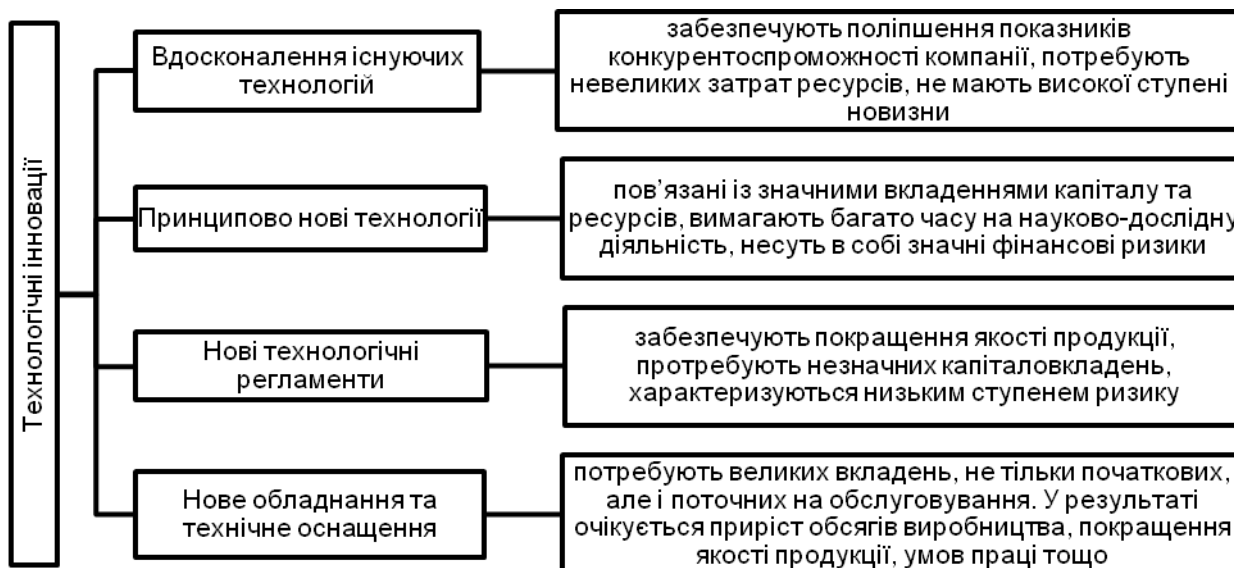 Технологічні інновації
Вдосконалення існуючих
технологій
забезпечують поліпшення показників
конкурентоспроможності компанії, потребують
невеликих затрат ресурсів, не мають високої ступені
новизни
Принципово нові технології
пов’язані із значними вкладеннями капіталу та
ресурсів, вимагають багато часу на науково-дослідну
діяльність, несуть в собі значні фінансові ризики
Нові технологічні
регламенти
забезпечують покращення якості продукції,
протребують незначних капіталовкладень,
характеризуються низьким ступенем ризику
Нове обладнання та
технічне оснащення
потребують великих вкладень, не тільки початкових,
але і поточних на обслуговування. У результаті
очікується приріст обсягів виробництва, покращення
якості продукції, умов праці тощо